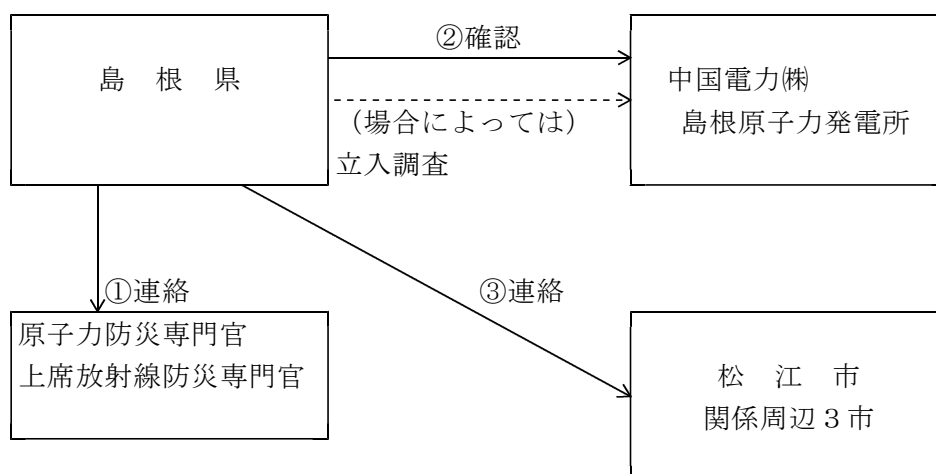 ②確認
島 根 県
中国電力㈱
島根原子力発電所
（場合によっては）
立入調査
①連絡
③連絡
原子力防災専門官
上席放射線防災専門官
松 江 市
関係周辺３市